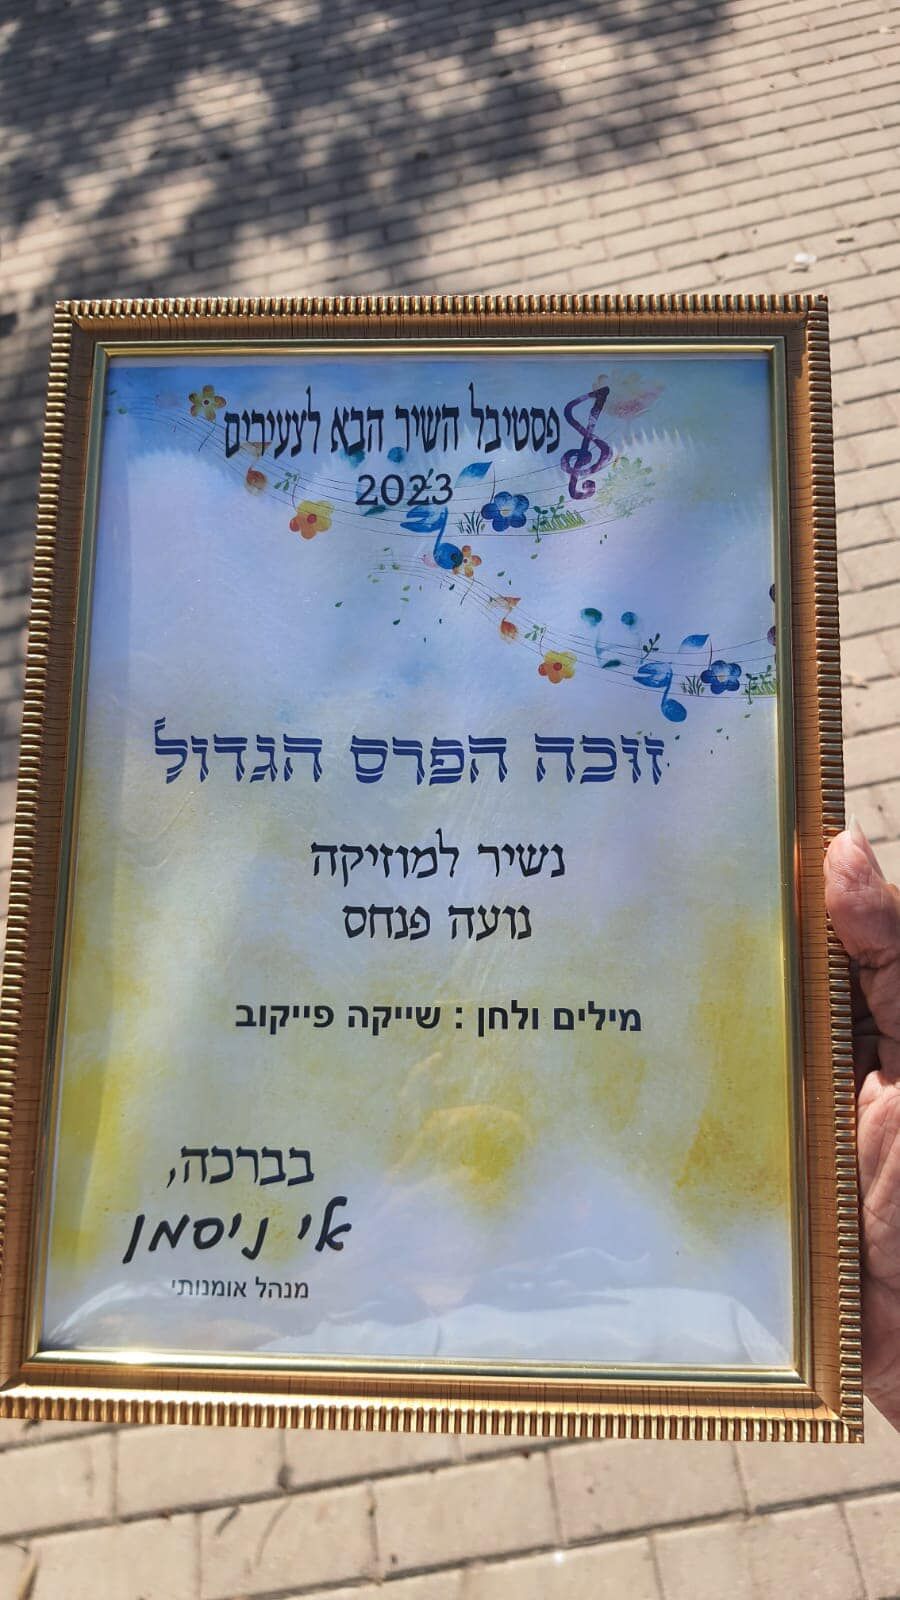 פסטיבל השיר הבא לצעירים
2023
זוכה הפרס הגדול
נשיר למוזיקה
נועה פנחס
מילים ולחן : שייקה פייקוב
בברכה,
אלי ניסמן
מנהל אומנותי